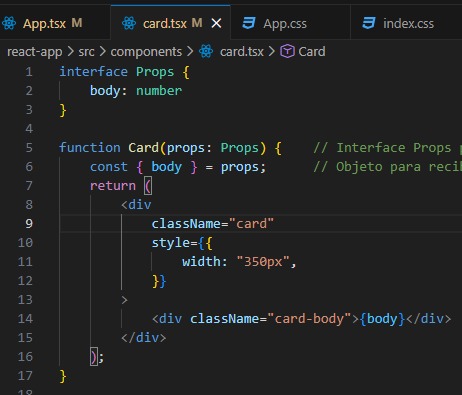 App.tsx M card.tsx M App.css index.css
react-app > src > components > card.tsx > Card
1 interface Props {
2 body: number
3 }
4
5 function Card(props: Props) { // Interface Props p
6 const { body } = props; // Objeto para recib
7 return (
8 <div
9 className="card"
10 style={{
11 width: "350px",
12 }}
13 >
14 <div className="card-body">{body}</div>
15 </div>
16 );
17 }
18